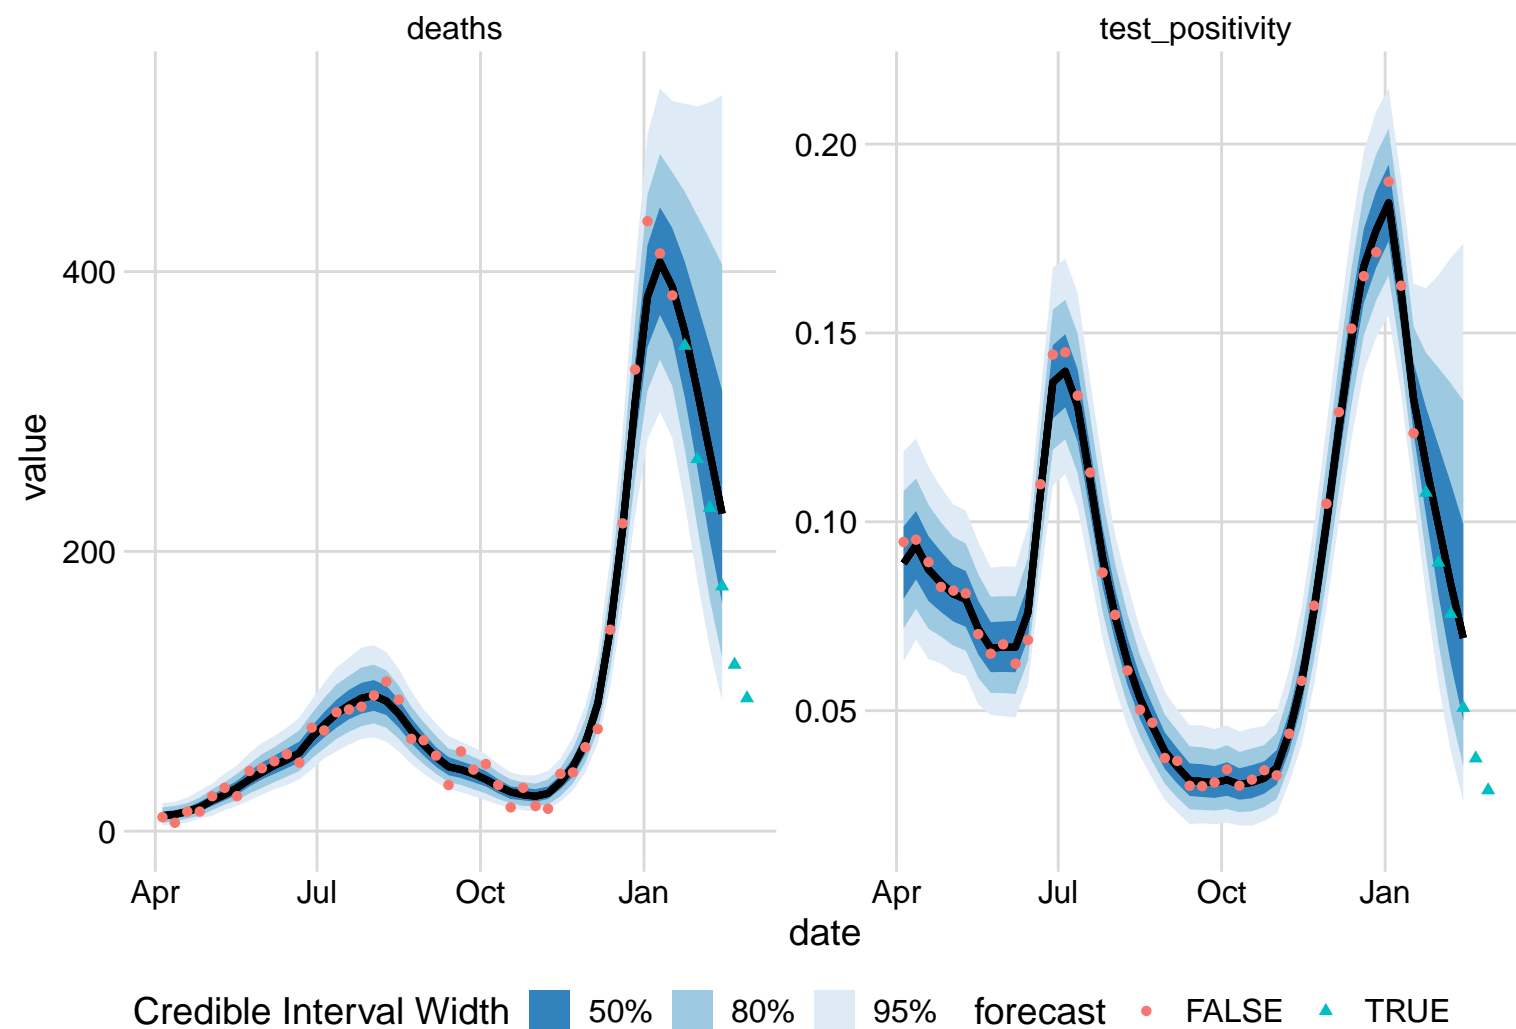 deaths
test_positivity
value
400
200
0
0.20
0.15
0.10
0.05
Apr Jul Oct Jan
Apr Jul Oct Jan
date
Credible Interval Width 50% 80% 95% forecast FALSE TRUE